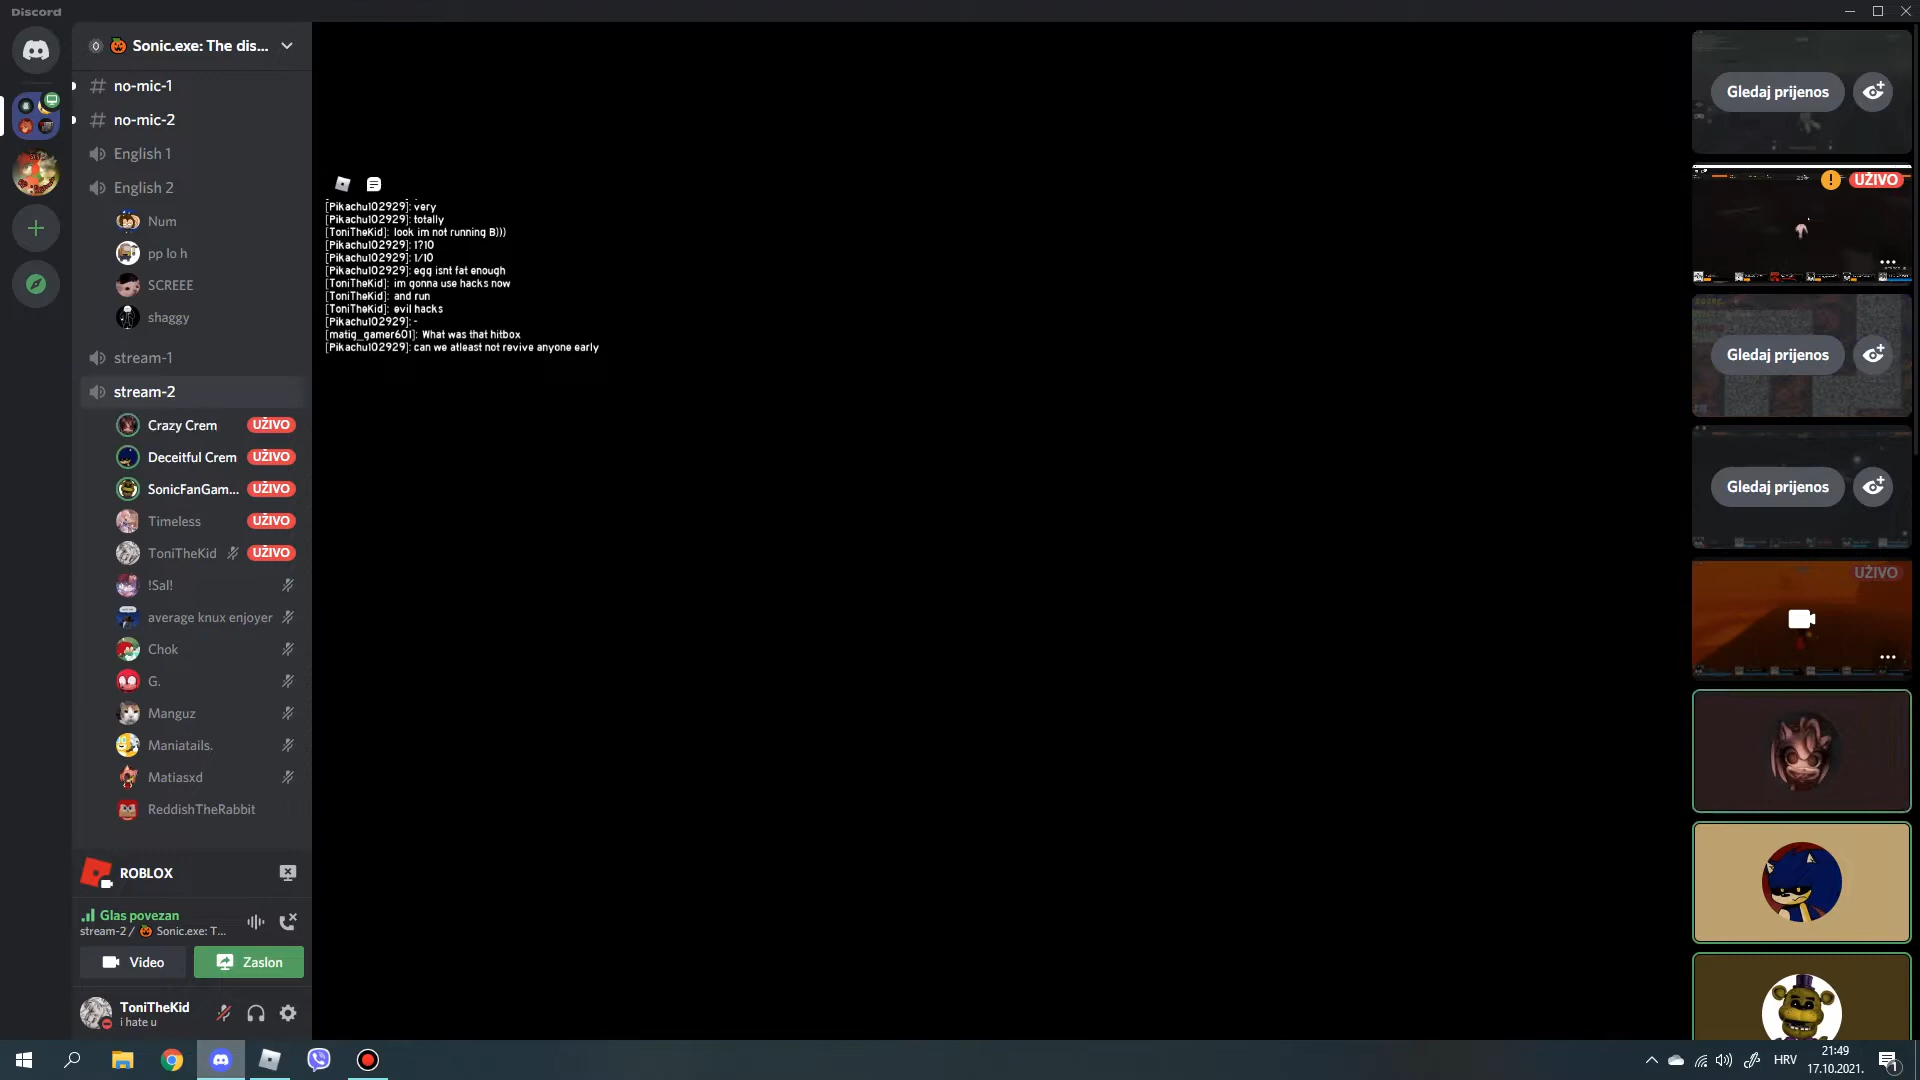 Discord
Sonic.exe: The dis...
no-mic-1
no-mic-2
English 1
English 2
Num
pp lo h
SCREEE
shaggy
stream-1
stream-2
Crazy Crem UŽIVO
Deceitful Crem UŽIVO
SonicFanGam... UŽIVO
Timeless UŽIVO
ToniTheKid UŽIVO
!Sal!
average knux enjoyer
Chok
G.
Manguz
Maniatails.
Matiasxd
ReddishTheRabbit
ROBLOX
Glas povezan
stream-2 / Sonic.exe: T...
Video
Zaslon
ToniTheKid
i hate u
[Pikachu102929]: very
[Pikachu102929]: totally
[ToniTheKid]: look im not running B)))
[Pikachu102929]: 1?10
[Pikachu102929]: 1/10
[Pikachu102929]: egg isnt fat enough
[ToniTheKid]: im gonna use hacks now
[ToniTheKid]: and run
[ToniTheKid]: evil hacks
[Pikachu102929]: -
[matig_gamer601]: What was that hitbox
[Pikachu102929]: can we atleast not revive anyone early
Gledaj prijenos
UŽIVO
Gledaj prijenos
Gledaj prijenos
UŽIVO
HRV
21:49
17.10.2021.
1